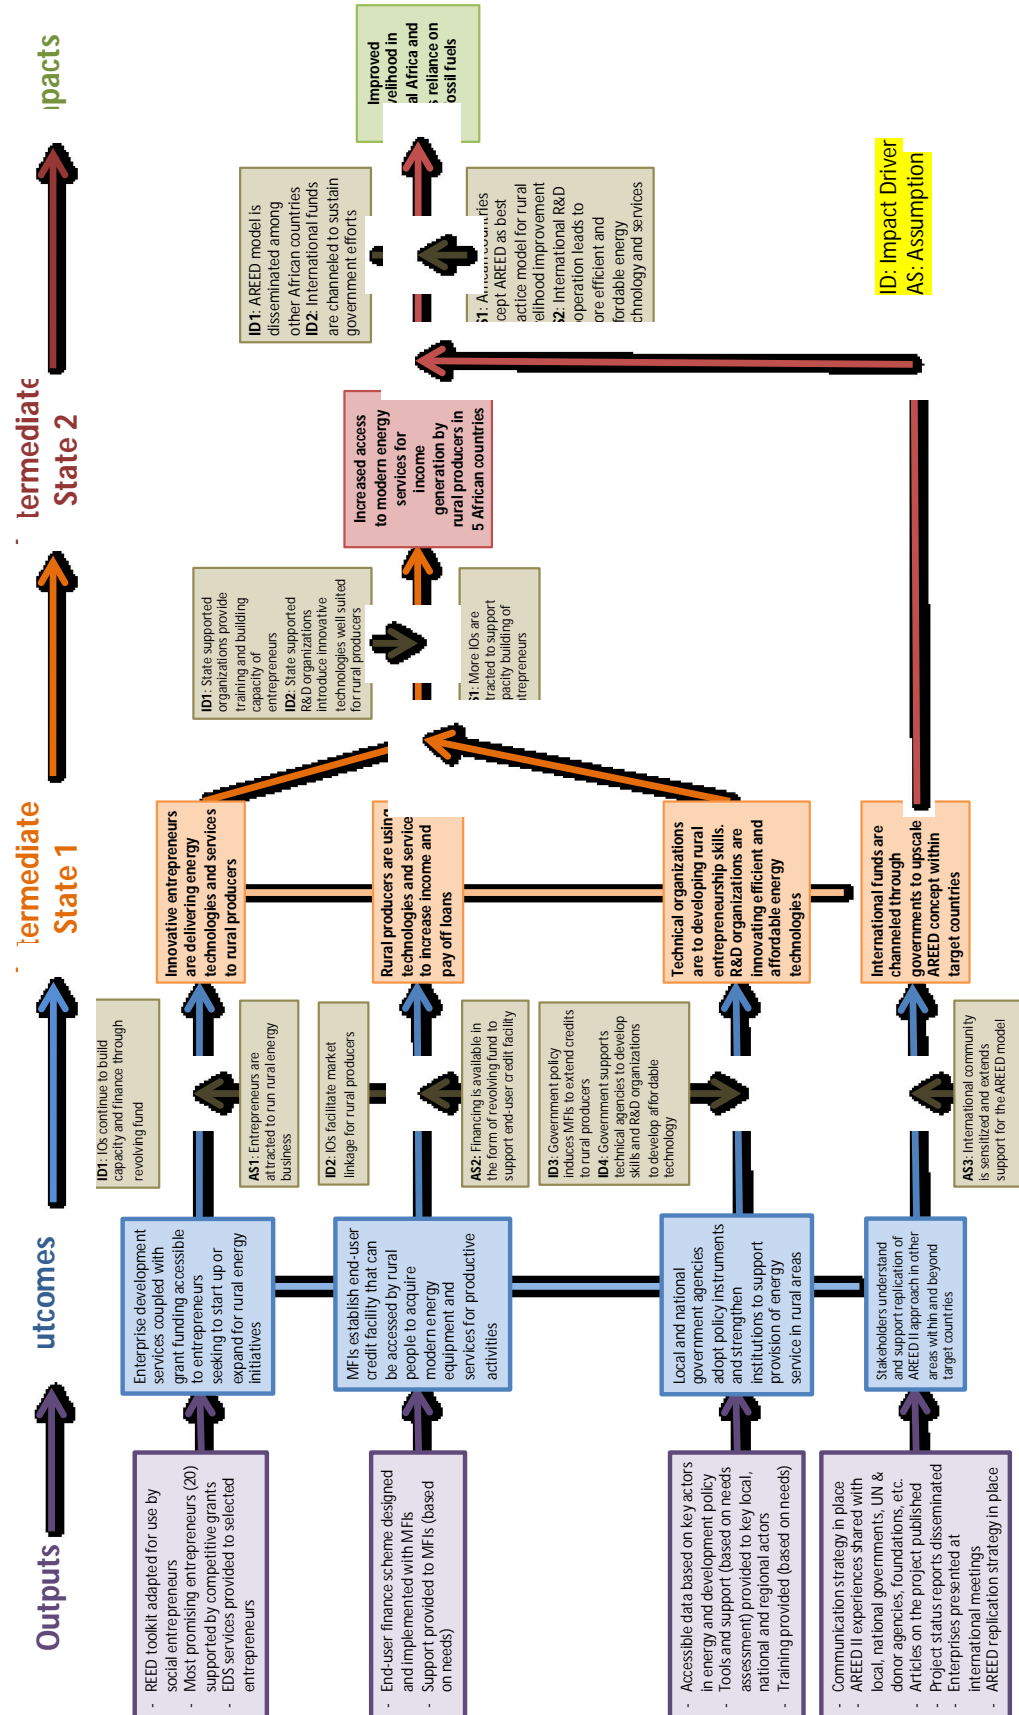 Outputs
utcomes
termediate
State 1
termediate
State 2
pacts
- REED toolkit adapted for use by
social entrepreneurs
- Most promising entrepreneurs (20)
supported by competitive grants
- EDS services provided to selected
entrepreneurs
- End-user finance scheme designed
and implemented with MFIs
- Support provided to MFIs (based
on needs)
- Accessible data based on key actors
in energy and development policy
- Tools and support (based on needs
assessment) provided to key local,
national and regional actors
- Training provided (based on needs)
- Communication strategy in place
- AREED II experiences shared with
local, national governments, UN &
donor agencies, foundations, etc.
- Articles on the project published
- Project status reports disseminated
- Enterprises presented at
international meetings
- AREED replication strategy in place
Enterprise development
services coupled with
grant funding accessible
to entrepreneurs
seeking to start up or
expand for rural energy
initiatives
MFIs establish end-user
credit facility that can
be accessed by rural
people to acquire
modern energy
equipment and
services for productive
activities
Local and national
government agencies
adopt policy instruments
and strengthen
institutions to support
provision of energy
service in rural areas
Stakeholders understand
and support replication of
AREED II approach in other
areas within and beyond
target countries
ID1: IOs continue to build
capacity and finance through
revolving fund
AS1: Entrepreneurs are
attracted to run rural energy
business
ID2: IOs facilitate market
linkage for rural producers
AS2: Financing is available in
the form of revolving fund to
support end-user credit facility
ID3: Government policy
induces MFIs to extend credits
to rural producers
ID4: Government supports
technical agencies to develop
skills and R&D organizations
to develop affordable
technology
AS3: International community
is sensitized and extends
support for the AREED model
Innovative entrepreneurs
are delivering energy
technologies and services
to rural producers
Rural producers are using
technologies and service
to increase income and
pay off loans
Technical organizations
are to developing rural
entrepreneurship skills.
R&D organizations are
innovating efficient and
affordable energy
technologies
International funds are
channeled through
governments to upscale
AREED concept within
target countries
ID1: State supported
organizations provide
training and building
capacity of
entrepreneurs
ID2: State supported
R&D organizations
introduce innovative
technologies well suited
for rural producers
S1: More IOs are
tracted to support
pacity building of
trepreneurs
Increased access
to modern energy
services for
income
generation by
rural producers in
5 African countries
ID1: AREED model is
disseminated among
other African countries
ID2: International funds
are channeled to sustain
government efforts
S1: African countries
cept AREED as best
actice model for rural
elihood improvement
S2: International R&D
operation leads to
ore efficient and
fordable energy
chnology and services
Improved
velihood in
al Africa and
s reliance on
ossil fuels
ID: Impact Driver
AS: Assumption